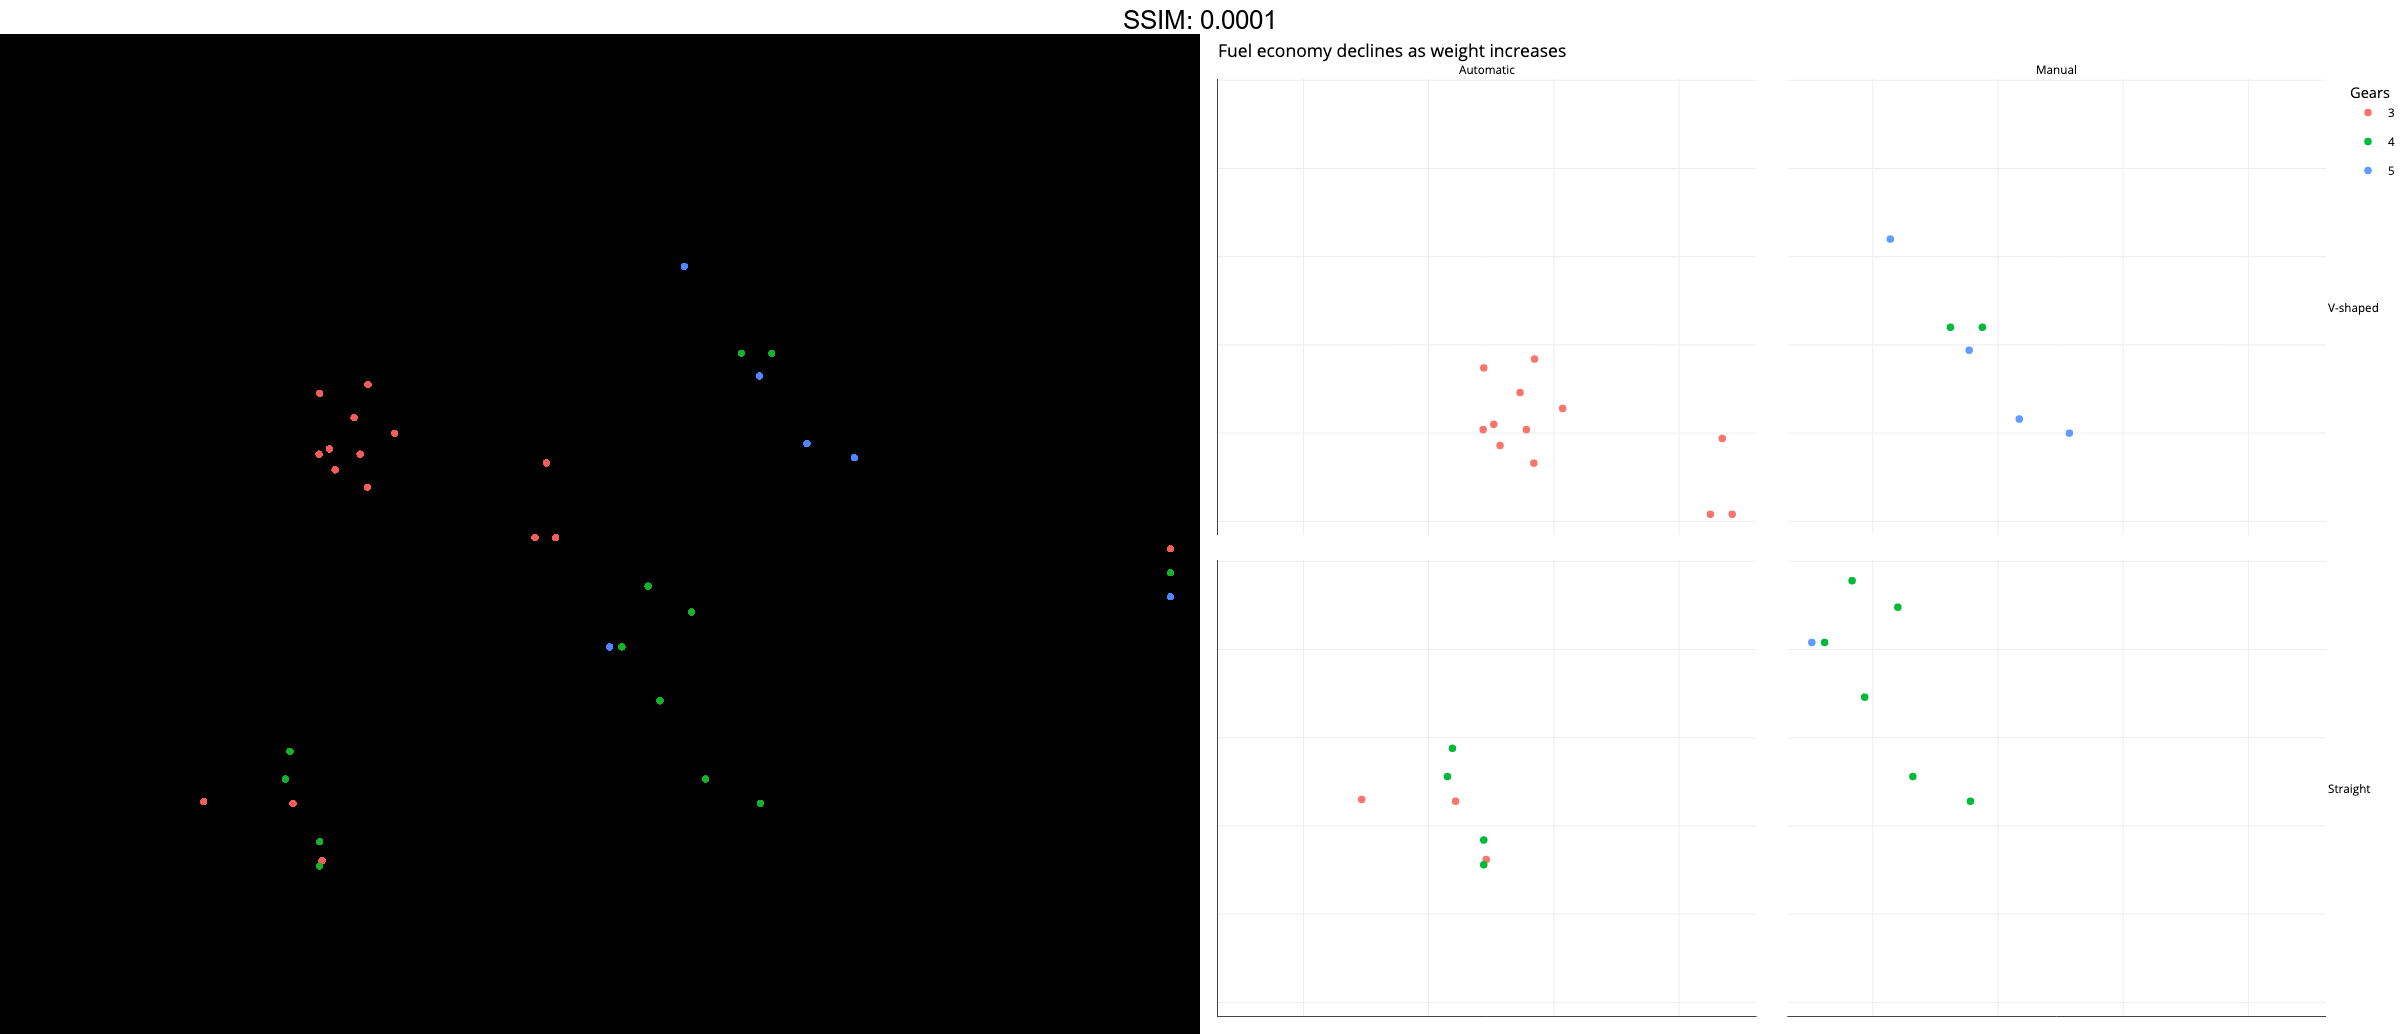 SSIM: 0.0001
Fuel economy declines as weight increases
Automatic
Manual
Gears
3
4
5
V-shaped
Straight